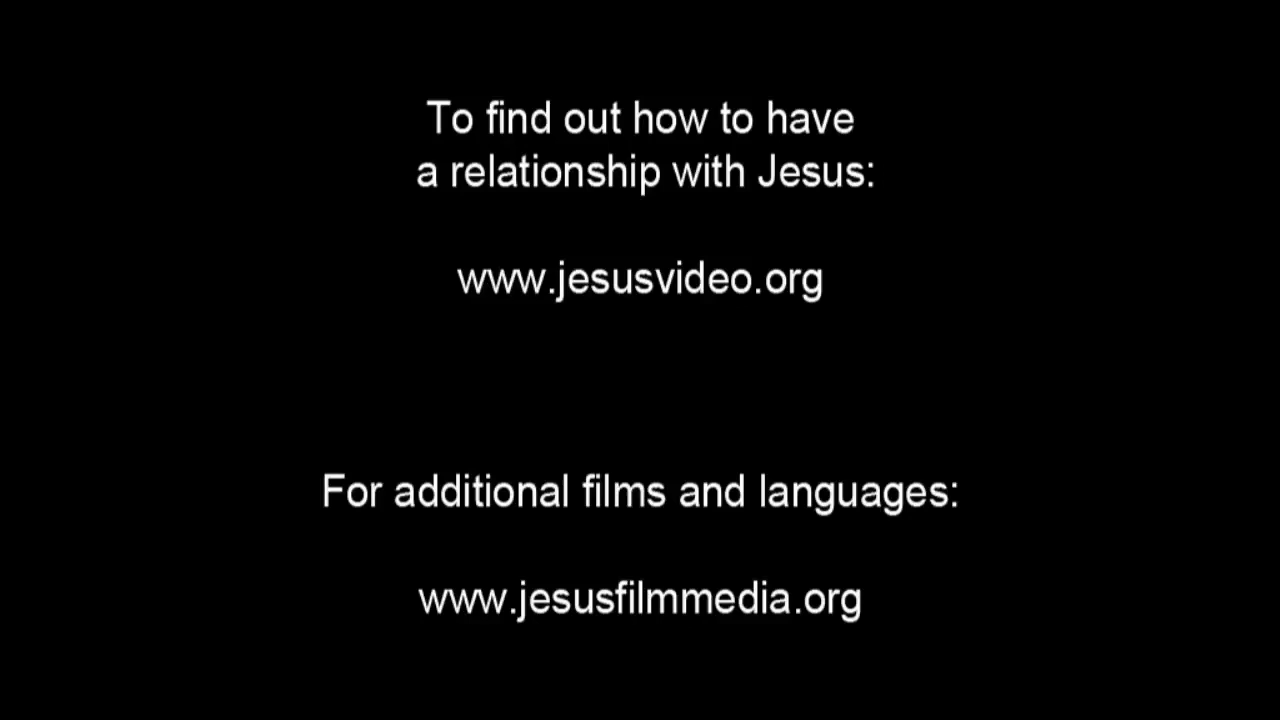 To find out how to have
a relationship with Jesus:
www.jesusvideo.org
For additional films and languages:
www.jesusfilmmedia.org